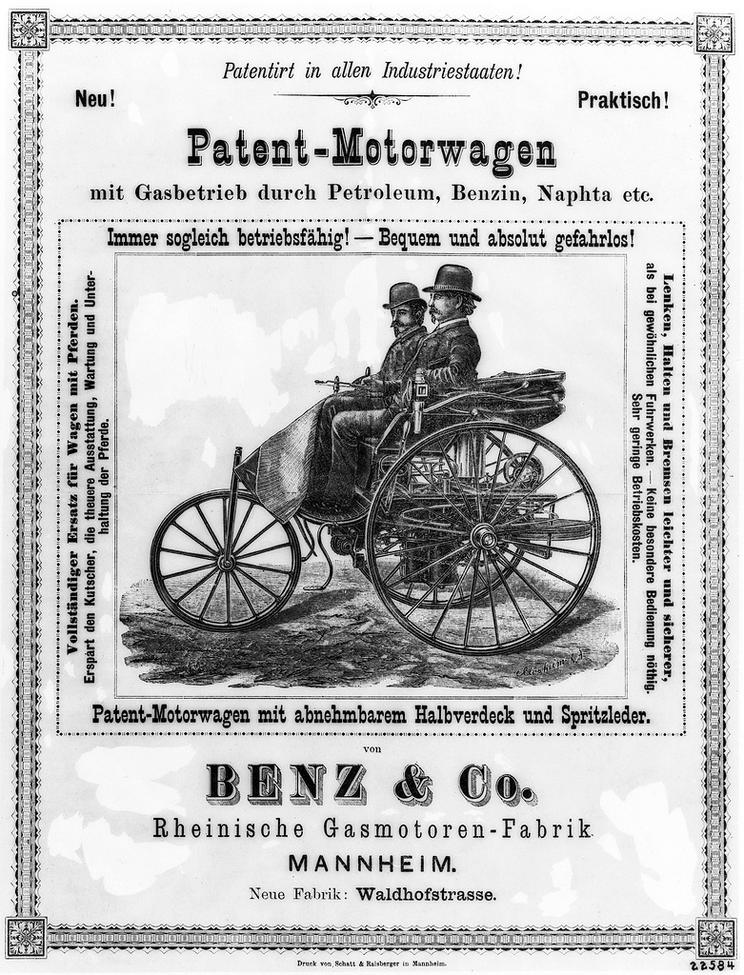 Patentirt in allen Industriestaaten!
Neu!
Praktisch!
Patent-Motorwagen
mit Gasbetrieb durch Petroleum, Benzin, Naphta etc.
Immer sogleich betriebsfähig! — Bequem und absolut gefahrlos!
Vollständiger Ersatz für Wagen mit Pferden.
Erspart den Kutscher, die theuere Ausstattung, Wartung und Unter-
haltung der Pferde.
Lenken, Halten und Bremsen leichter und sicherer,
als bei gewöhnlichen Fuhrwerken. — Keine besondere Bedienung nöthig.
Sehr geringe Betriebskosten.
Patent-Motorwagen mit abnehmbarem Halbverdeck und Spritzleder.
von
BENZ & Co.
Rheinische Gasmotoren-Fabrik
MANNHEIM.
Neue Fabrik: Waldhofstrasse.
Druck von Schatt & Raisberger in Mannheim.
22584